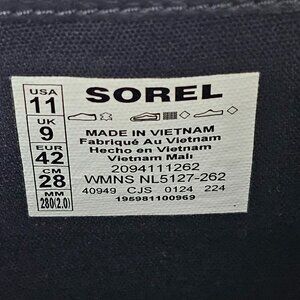 USA
11
UK
9
EUR
42
CM
28
MM
280(2.0)
SOREL
MADE IN VIETNAM
Fabriqué Au Vietnam
Hecho en Vietnam
Vietnam Malı
2094111262
WMNS NL5127-262
40949 CJS 0124 224
195981100969